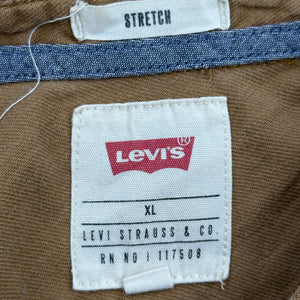 STRETCH
LEVI'S®
XL
LEVI STRAUSS & CO.
RN NO 117508